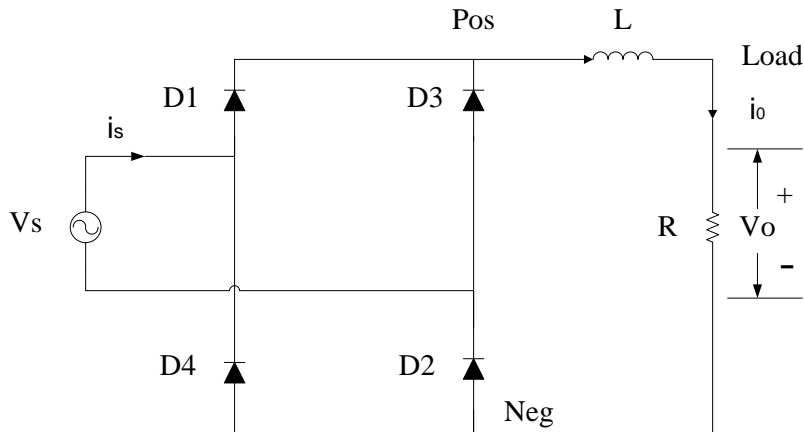 Pos
L
Load
D1
D3
i0
is
+
Vs
R
Vo
-
D4
D2
Neg